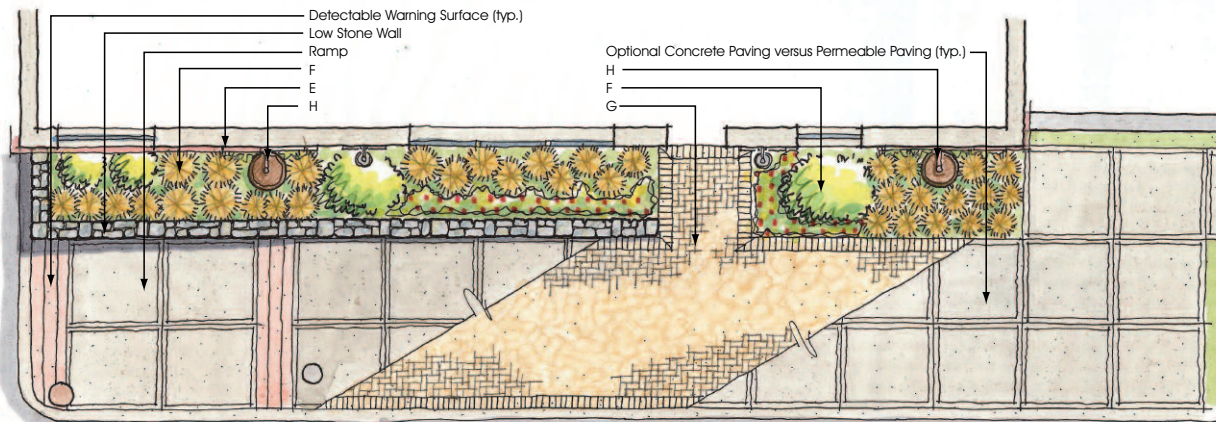 Detectable Warning Surface (typ.)
Low Stone Wall
Ramp
F
E
H
Optional Concrete Paving versus Permeable Paving (typ.)
H
F
G